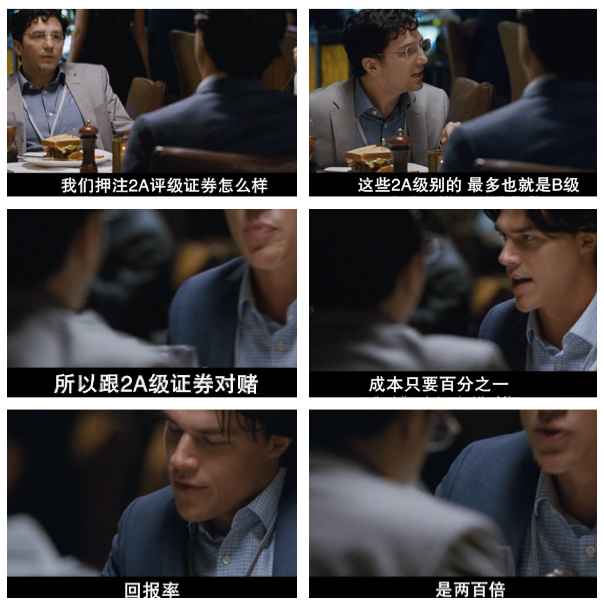 我们押注2A评级证券怎么样
这些2A级别的 最多也就是B级
所以跟2A级证券对赌
成本只要百分之一
回报率
是两百倍